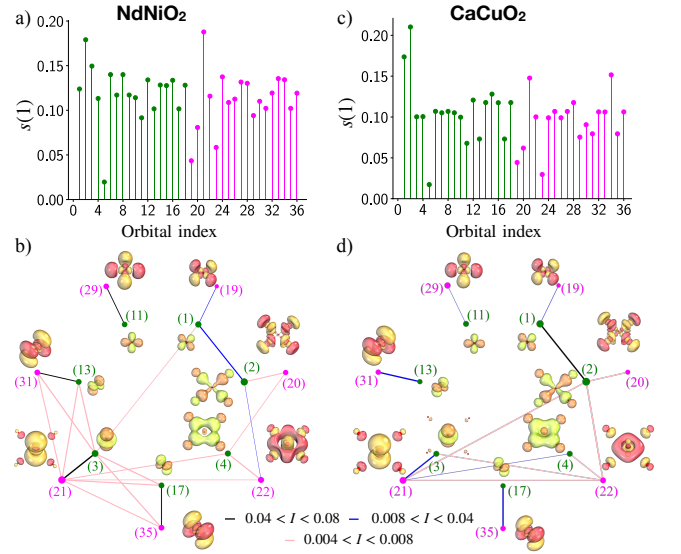 a) NdNiO₂
c) CaCuO₂
s(1)
0.20
0.15
0.10
0.05
0.00
0 4 8 12 16 20 24 28 32 36
Orbital index
s(1)
0.20
0.15
0.10
0.05
0.00
0 4 8 12 16 20 24 28 32 36
Orbital index
b)
(29) (19)
(11) (1)
(31) (13) (2) (20)
(3) (4)
(21) (17) (22)
(35)
d)
(29) (19)
(11) (1)
(31) (13) (2) (20)
(3) (4)
(21) (17) (22)
(35)
0.04 < I < 0.08 0.008 < I < 0.04
0.004 < I < 0.008